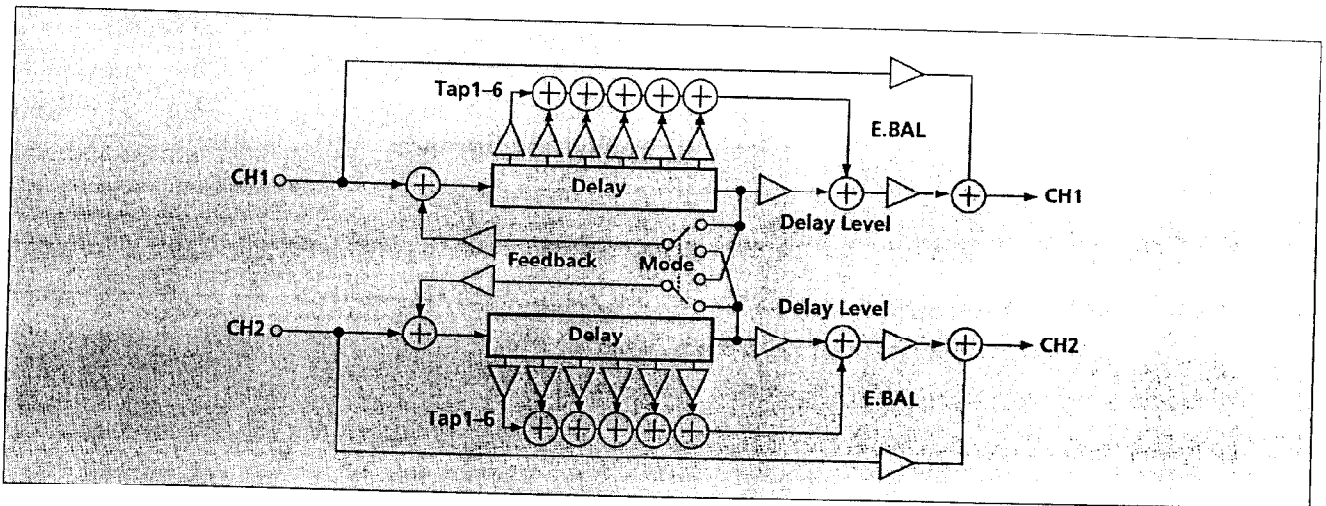 Tap1–6
E.BAL
CH1
Delay
CH1
Delay Level
Feedback
Mode
Delay Level
CH2
Delay
CH2
E.BAL
Tap1–6